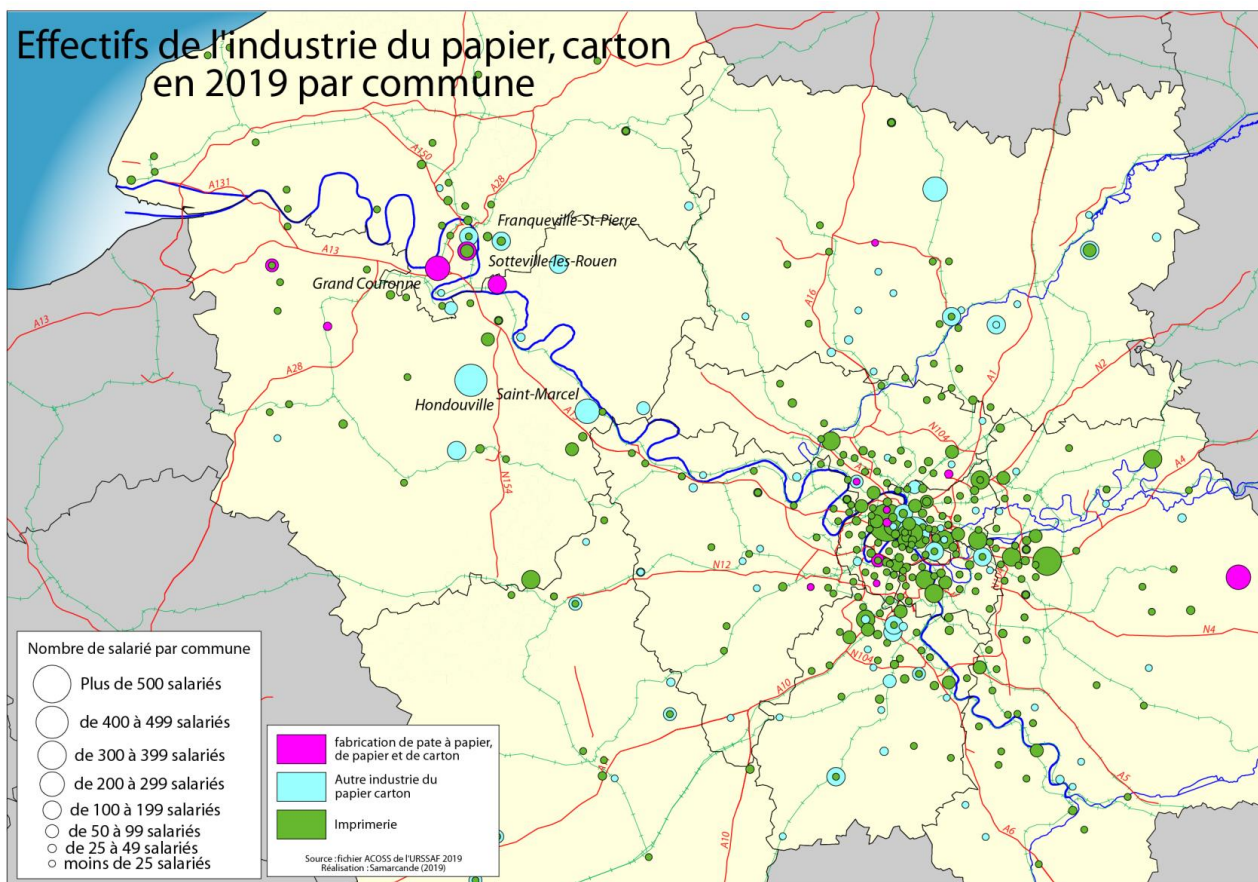 Effectifs de l'industrie du papier, carton
en 2019 par commune
A150
A28
A131
Franqueville-St-Pierre
A13
Sotteville-les-Rouen
Grand Couronne
A16
A13
A28
A1
N2
Saint-Marcel
Hondouville
N104
A4
N154
N12
N4
N104
A10
A5
A10
A6
Nombre de salarié par commune
Plus de 500 salariés
de 400 à 499 salariés
de 300 à 399 salariés
de 200 à 299 salariés
de 100 à 199 salariés
de 50 à 99 salariés
de 25 à 49 salariés
moins de 25 salariés
fabrication de pate à papier,
de papier et de carton
Autre industrie du
papier carton
Imprimerie
Source : fichier ACOSS de l'URSSAF 2019
Réalisation : Samarcande (2019)